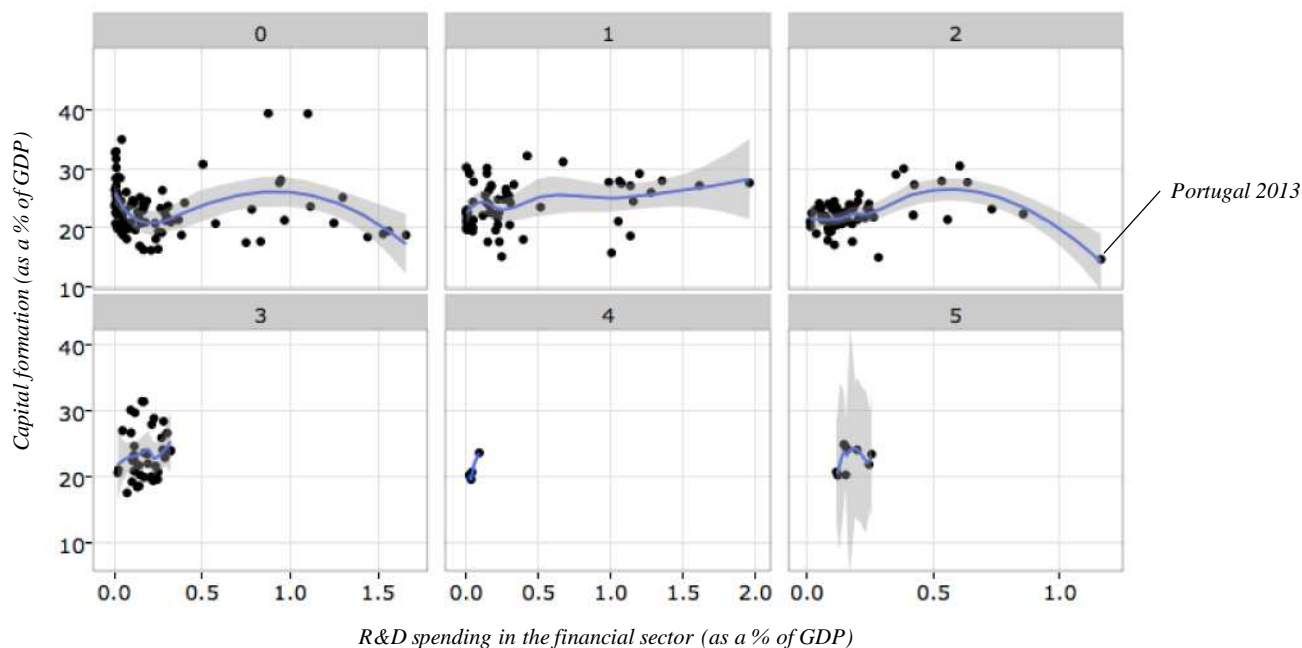 0 1 2
40
30
20
10
Capital formation (as a % of GDP)
Portugal 2013
3 4 5
40
30
20
10
0.0 0.5 1.0 1.5 0.0 0.5 1.0 1.5 2.0 0.0 0.5 1.0
R&D spending in the financial sector (as a % of GDP)